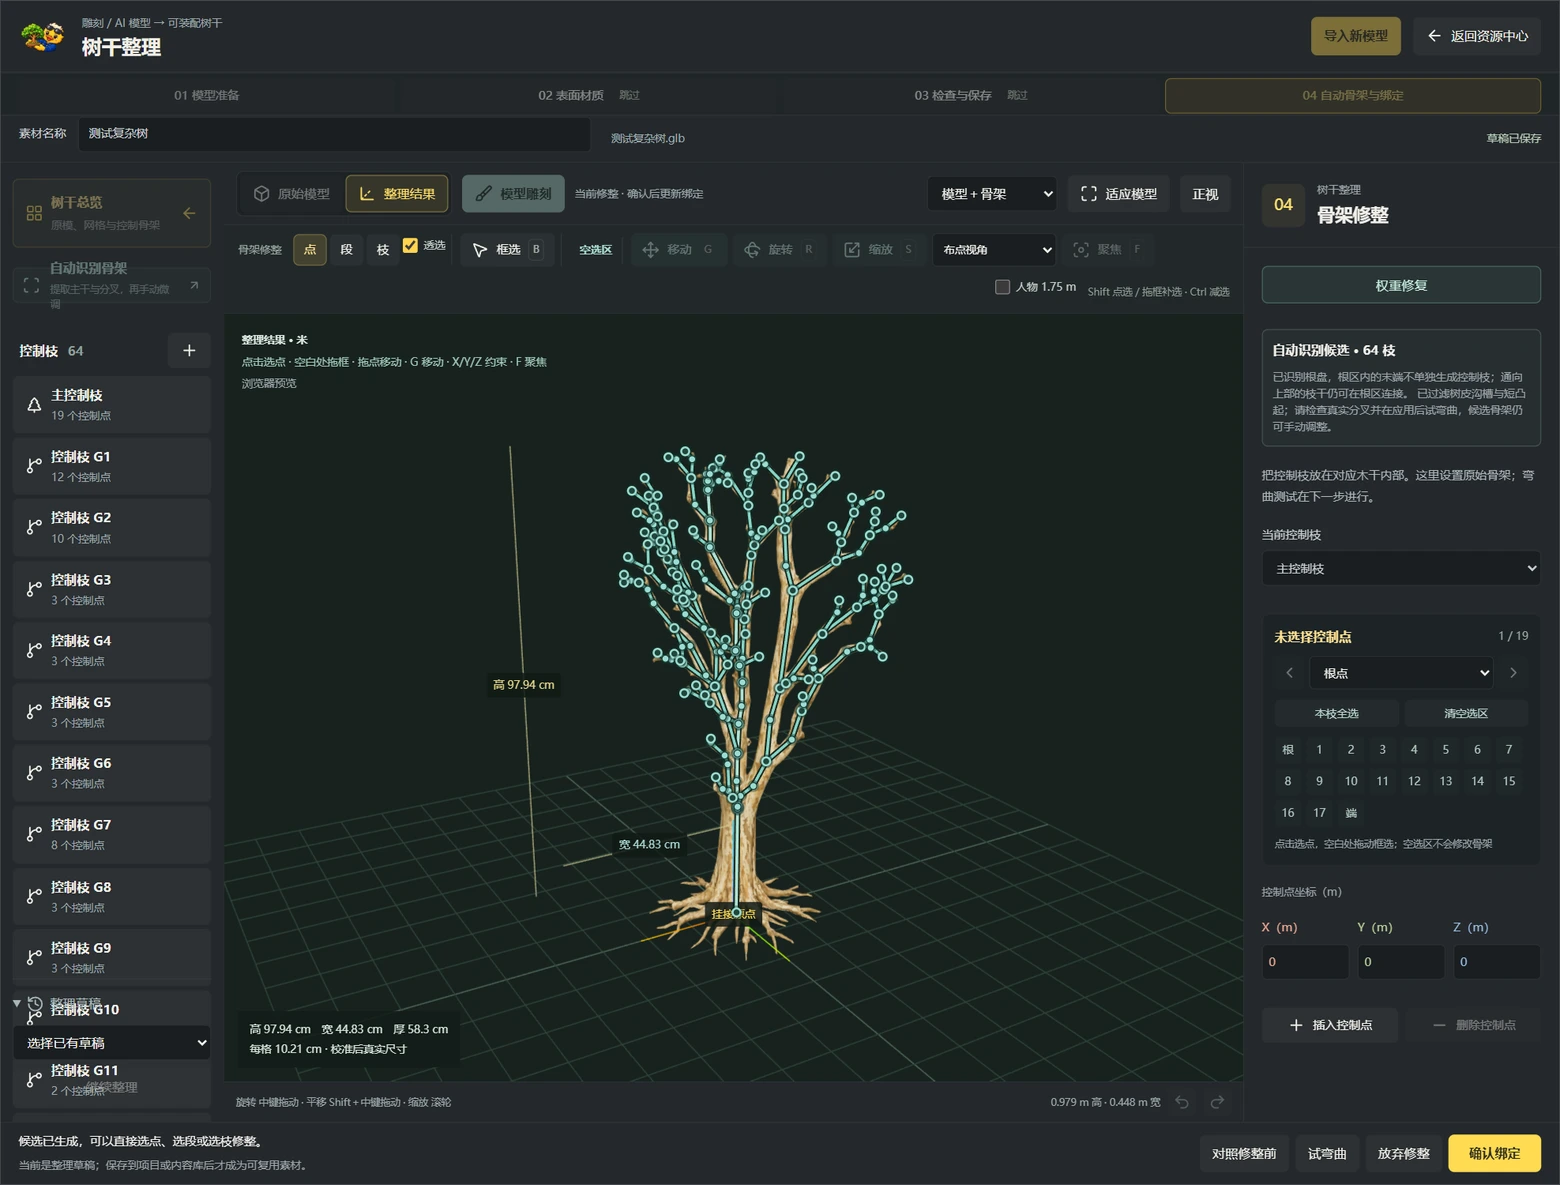 雕刻 / AI 模型 → 可装配树干
树干整理
导入新模型
← 返回资源中心
01 模型准备
02 表面材质 跳过
03 检查与保存 跳过
04 自动骨架与绑定
素材名称
测试复杂树
测试复杂树.glb
草稿已保存
树干总览
原模、网格与控制骨架
自动识别骨架
提取主干与分叉，再手动微调
控制枝 64
主控制枝
19 个控制点
控制枝 G1
12 个控制点
控制枝 G2
10 个控制点
控制枝 G3
3 个控制点
控制枝 G4
3 个控制点
控制枝 G5
3 个控制点
控制枝 G6
3 个控制点
控制枝 G7
8 个控制点
控制枝 G8
3 个控制点
控制枝 G9
3 个控制点
整理草稿
控制枝 G10
选择已有草稿
控制枝 G11
2 个控制点
继续整理
原始模型
整理结果
模型雕刻
当前修整 · 确认后更新绑定
模型 + 骨架
适应模型
正视
骨架修整
点
段
枝
透选
框选 B
空选区
移动 G
旋转 R
缩放 S
布点视角
聚焦 F
人物 1.75 m
Shift 点选 / 拖框补选 · Ctrl 减选
整理结果 • 米
点击选点 · 空白处拖框 · 拖点移动 · G 移动 · X/Y/Z 约束 · F 聚焦
浏览器预览
高 97.94 cm
宽 44.83 cm
高 97.94 cm 宽 44.83 cm 厚 58.3 cm
每格 10.21 cm · 校准后真实尺寸
旋转 中键拖动 · 平移 Shift + 中键拖动 · 缩放 滚轮
0.979 m 高 · 0.448 m 宽
04
树干整理
骨架修整
权重修复
自动识别候选 • 64 枝
已识别根盘，根区内的末端不单独生成控制枝；通向
上部的枝干仍可在根区连接。 已过滤树皮沟槽与短凸
起；请检查真实分叉并在应用后试弯曲，候选骨架仍
可手动调整。
把控制枝放在对应木干内部。这里设置原始骨架；弯
曲测试在下一步进行。
当前控制枝
主控制枝
未选择控制点
1 / 19
根点
本枝全选
清空选区
根 1 2 3 4 5 6 7
8 9 10 11 12 13 14 15
16 17 端
点击选点，空白处拖动框选；空选区不会修改骨架
控制点坐标（m）
X（m） Y（m） Z（m）
0 0 0
插入控制点
删除控制点
候选已生成，可以直接选点、选段或选枝修整。
当前是整理草稿；保存到项目或内容库后才成为可复用素材。
对照修整前
试弯曲
放弃修整
确认绑定